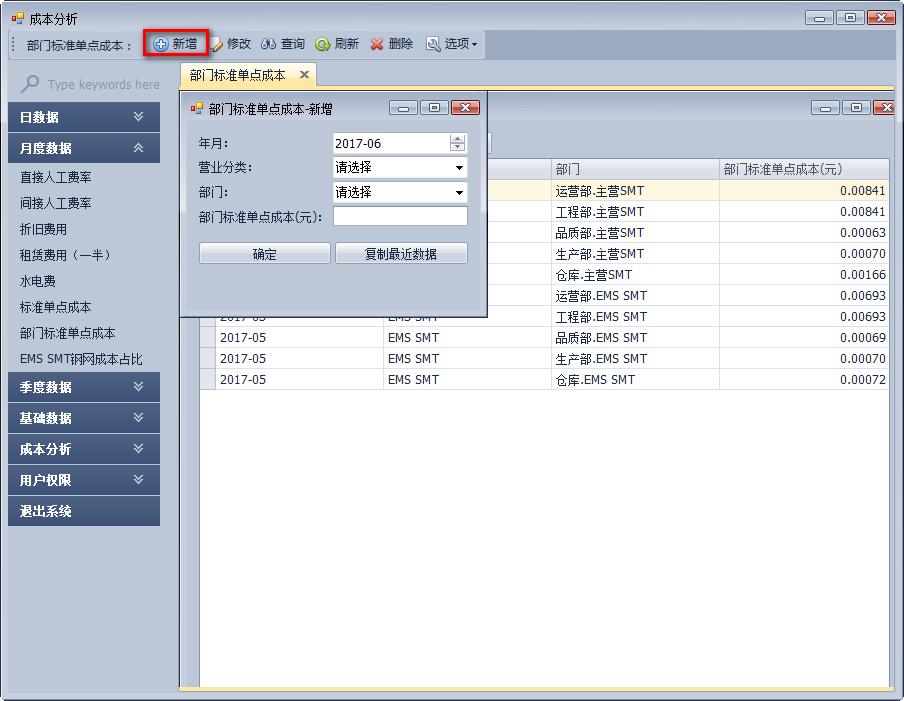 成本分析
部门标准单点成本： 新增 修改 查询 刷新 删除 选项
Type keywords here
日数据
月度数据
直接人工费率
间接人工费率
折旧费用
租赁费用（一半）
水电费
标准单点成本
部门标准单点成本
EMS SMT钢网成本占比
季度数据
基础数据
成本分析
用户权限
退出系统
部门标准单点成本
部门标准单点成本-新增
年月： 2017-06
营业分类： 请选择
部门： 请选择
部门标准单点成本(元)：
确定 复制最近数据
部门 部门标准单点成本(元)
运营部.主营SMT 0.00841
工程部.主营SMT 0.00841
品质部.主营SMT 0.00063
生产部.主营SMT 0.00070
仓库.主营SMT 0.00166
运营部.EMS SMT 0.00693
2017-05 EMS SMT 工程部.EMS SMT 0.00693
2017-05 EMS SMT 品质部.EMS SMT 0.00069
2017-05 EMS SMT 生产部.EMS SMT 0.00070
2017-05 EMS SMT 仓库.EMS SMT 0.00072